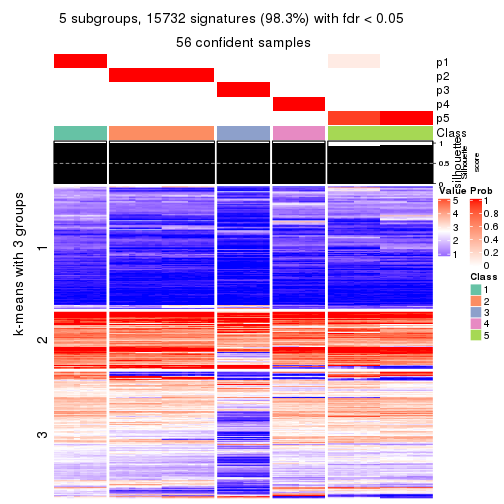 5 subgroups, 15732 signatures (98.3%) with fdr < 0.05
56 confident samples
p1
p2
p3
p4
p5
Class
1
0.5
0
silhouette
Silhouette
score
k-means with 3 groups
1
2
3
Value
5
4
3
2
1
Prob
1
0.8
0.6
0.4
0.2
0
Class
1
2
3
4
5